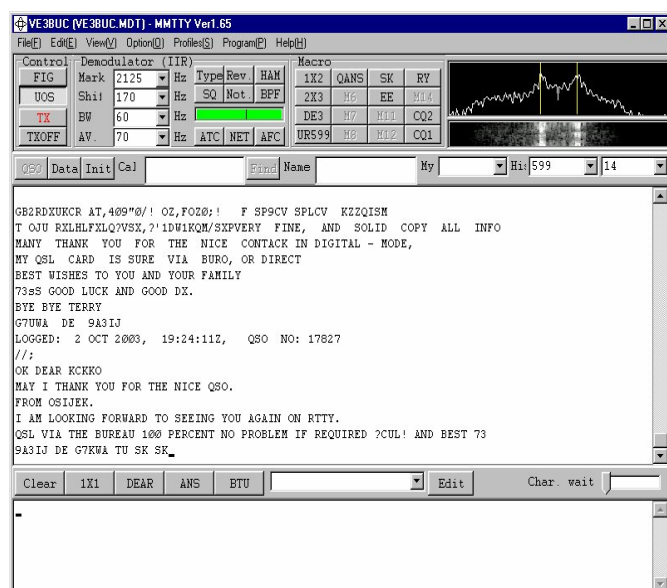 VE3BUC (VE3BUC.MDT) - MMTTY Ver1.65
File(F) Edit(E) View(V) Option(O) Profiles(S) Program(P) Help(H)
Control Demodulator (IIR) Macro
FIG Mark 2125 Hz Type Rev. HAM 1X2 QANS SK RY
UOS Shif 170 Hz SQ Not. BPF 2X3 M6 EE M14
TX BW 60 Hz DE3 M7 M11 CQ2
TXOFF AV. 70 Hz ATC NET AFC UR599 M8 M12 CQ1
QSO Data Init Cal Find Name My His 599 14
GB2RDXUKCR AT,4Ø9"Ø/! OZ,FOZØ;! F SP9CV SPLCV KZZQISM
T OJU RXLHLFXLQ?VSX,?'1DW1KQM/SXPVERY FINE, AND SOLID COPY ALL INFO
MANY THANK YOU FOR THE NICE CONTACK IN DIGITAL - MODE,
MY QSL CARD IS SURE VIA BURO, OR DIRECT
BEST WISHES TO YOU AND YOUR FAMILY
73sS GOOD LUCK AND GOOD DX.
BYE BYE TERRY
G7UWA DE 9A3IJ
LOGGED: 2 OCT 2ØØ3, 19:24:11Z, QSO NO: 17827
//;
OK DEAR KCKKO
MAY I THANK YOU FOR THE NICE QSO.
FROM OSIJEK.
I AM LOOKING FORWARD TO SEEING YOU AGAIN ON RTTY.
QSL VIA THE BUREAU 1ØØ PERCENT NO PROBLEM IF REQUIRED ?CUL! AND BEST 73
9A3IJ DE G7KWA TU SK SK_
Clear 1X1 DEAR ANS BTU Edit Char. wait